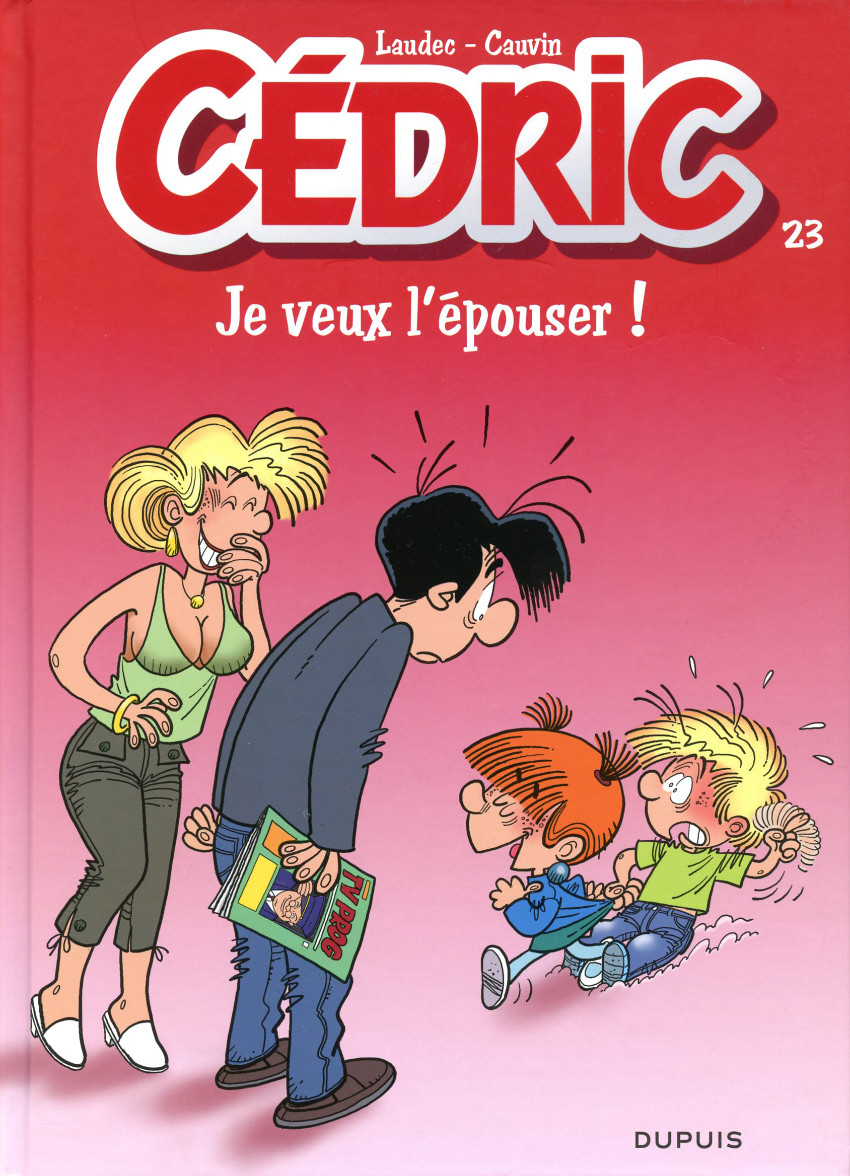 Laudec - Cauvin
CÉDRIC
23
Je veux l'épouser !
TV PROG
DUPUIS